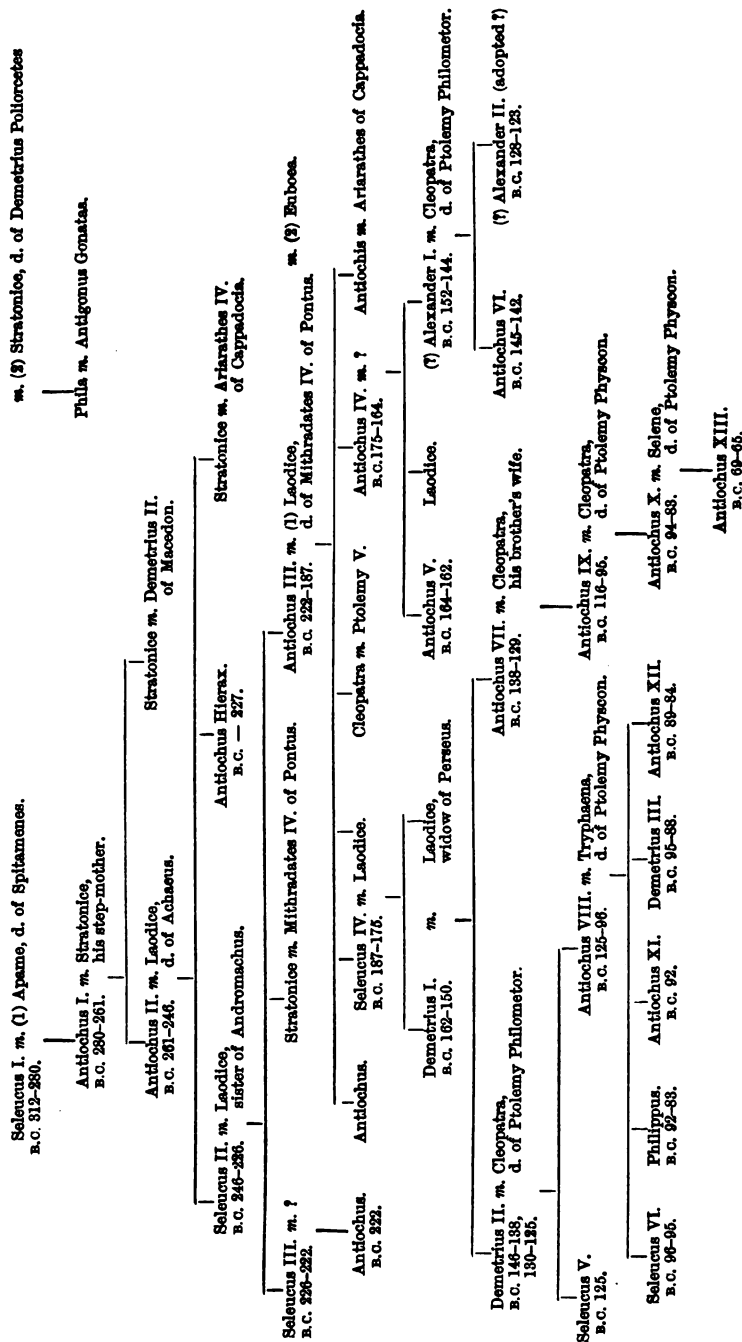 Seleucus I. m. (1) Apame, d. of Spitamenes.
B.C. 312–280.
m. (2) Stratonice, d. of Demetrius Poliorcetes
Antiochus I. m. Stratonice,
B.C. 280–261. his step-mother.
Phila m. Antigonus Gonatas.
Antiochus II. m. Laodice,
B.C. 261–246. d. of Achaeus.
Stratonice m. Demetrius II.
of Macedon.
Seleucus II. m. Laodice,
B.C. 246–226. sister of Andromachus.
Antiochus Hierax.
B.C. — 227.
Stratonice m. Ariarathes IV.
of Cappadocia.
Seleucus III. m. ?
B.C. 226–222.
Stratonice m. Mithradates IV. of Pontus.
Antiochus III. m. (1) Laodice,
B.C. 222–187. d. of Mithradates IV. of Pontus.
m. (2) Euboea.
Antiochus.
B.C. 222.
Antiochus.
Seleucus IV. m. Laodice.
B.C. 187–175.
Cleopatra m. Ptolemy V.
Antiochus IV. m. ?
B.C. 175–164.
Antiochis m. Ariarathes of Cappadocia.
Demetrius I. m. Laodice,
B.C. 162–150. widow of Perseus.
Antiochus V.
B.C. 164–162.
Laodice.
(?) Alexander I. m. Cleopatra,
B.C. 152–144. d. of Ptolemy Philometor.
Demetrius II. m. Cleopatra,
B.C. 146–138, d. of Ptolemy Philometor.
130–125.
Antiochus VII. m. Cleopatra,
B.C. 138–129. his brother's wife.
Antiochus VI.
B.C. 145–142.
(?) Alexander II. (adopted ?)
B.C. 128–123.
Seleucus V.
B.C. 125.
Antiochus VIII. m. Tryphaena,
B.C. 125–96. d. of Ptolemy Physcon.
Antiochus IX. m. Cleopatra,
B.C. 116–95. d. of Ptolemy Physcon.
Seleucus VI.
B.C. 96–95.
Philippus.
B.C. 92–83.
Antiochus XI.
B.C. 92.
Demetrius III.
B.C. 95–88.
Antiochus XII.
B.C. 89–84.
Antiochus X. m. Selene,
B.C. 94–83. d. of Ptolemy Physcon.
Antiochus XIII.
B.C. 69–65.